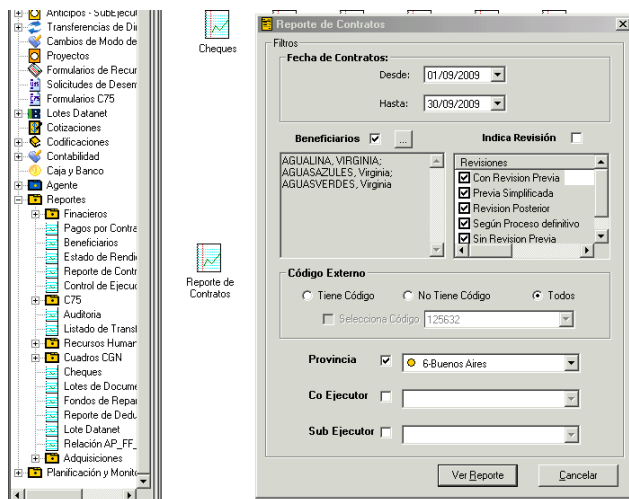 Anticipos - SubEjecut
Transferencias de Di
Cambios de Modo de
Proyectos
Formularios de Recur
Solicitudes de Desem
Formularios C75
Lotes Datanet
Cotizaciones
Codificaciones
Contabilidad
Caja y Banco
Agente
Reportes
Finacieros
Pagos por Contra
Beneficiarios
Estado de Rendi
Reporte de Contr
Control de Ejecuc
C75
Auditoria
Listado de Transf
Recursos Humar
Cuadros CGN
Cheques
Lotes de Docume
Fondos de Repar
Reporte de Dedu
Lote Datanet
Relación AP_FF_
Adquisiciones
Planificación y Monito
Cheques
Reporte de
Contratos
Reporte de Contratos
Filtros
Fecha de Contratos:
Desde: 01/09/2009
Hasta: 30/09/2009
Beneficiarios ... Indica Revisión
AGUALINA, VIRGINIA;
AGUASAZULES, Virginia;
AGUASVERDES, Virginia
Revisiones
Con Revision Previa
Previa Simplificada
Revision Posterior
Según Proceso definitivo
Sin Revision Previa
Código Externo
Tiene Código No Tiene Código Todos
Selecciona Código 125632
Provincia 6-Buenos Aires
Co Ejecutor
Sub Ejecutor
Ver Reporte Cancelar